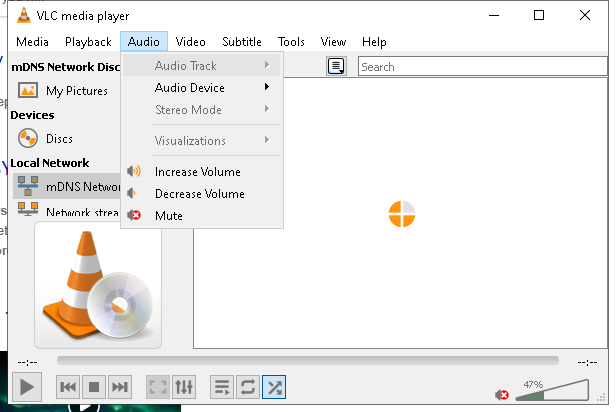 VLC media player
Media Playback Audio Video Subtitle Tools View Help
mDNS Network Disc
My Pictures
Devices
Discs
Local Network
mDNS Netwo
Network strea
Audio Track
Audio Device
Stereo Mode
Visualizations
Increase Volume
Decrease Volume
Mute
Search
--:--
--:--
47%